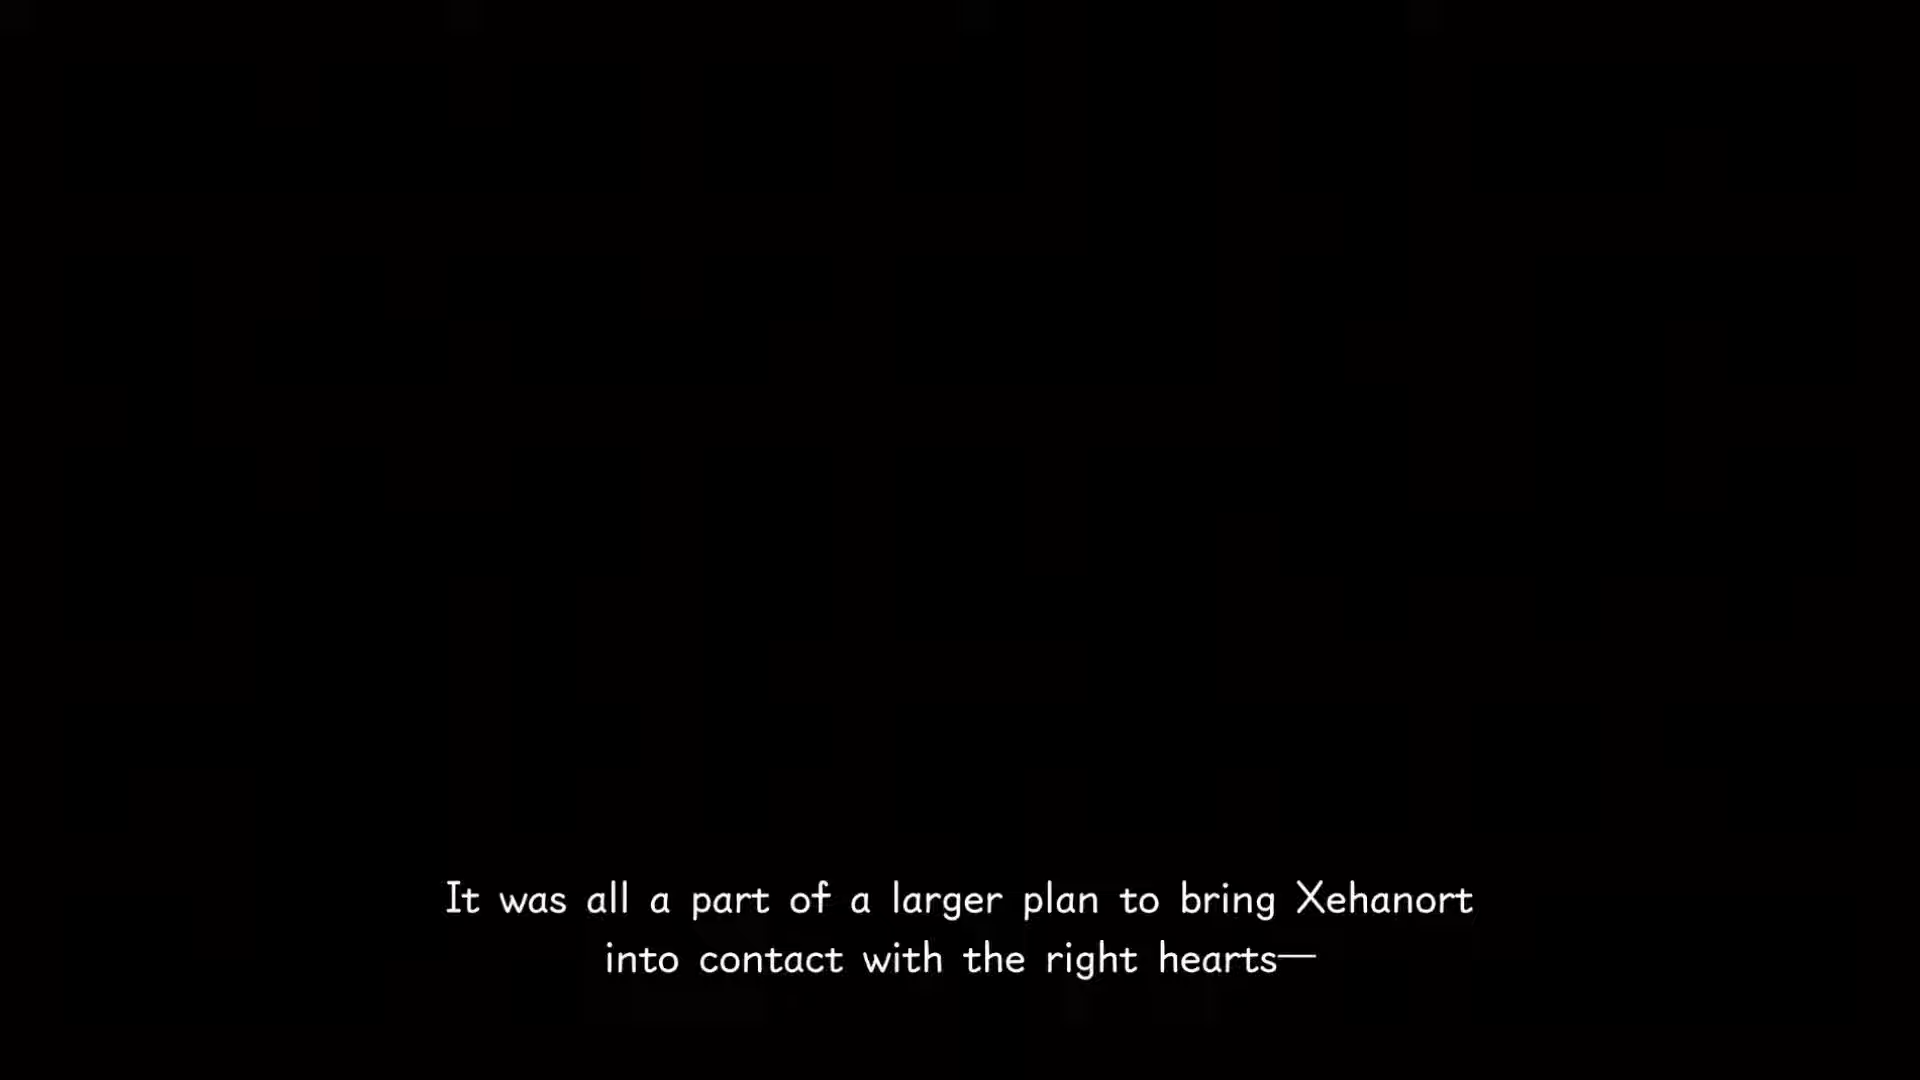 It was all a part of a larger plan to bring Xehanort
into contact with the right hearts—